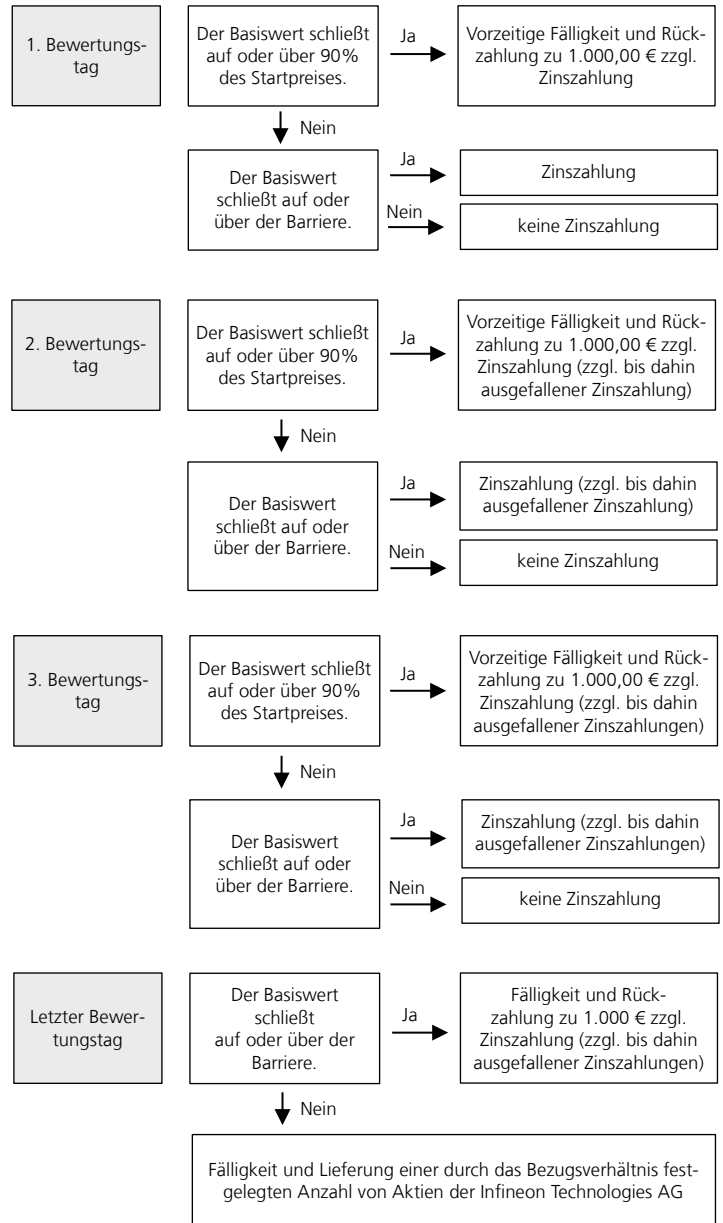 1. Bewertungs-
tag
Der Basiswert schließt
auf oder über 90%
des Startpreises.
Ja
Vorzeitige Fälligkeit und Rück-
zahlung zu 1.000,00 € zzgl.
Zinszahlung
Nein
Der Basiswert
schließt auf oder
über der Barriere.
Ja
Zinszahlung
Nein
keine Zinszahlung
2. Bewertungs-
tag
Der Basiswert schließt
auf oder über 90%
des Startpreises.
Ja
Vorzeitige Fälligkeit und Rück-
zahlung zu 1.000,00 € zzgl.
Zinszahlung (zzgl. bis dahin
ausgefallener Zinszahlung)
Nein
Der Basiswert
schließt auf oder
über der Barriere.
Ja
Zinszahlung (zzgl. bis dahin
ausgefallener Zinszahlung)
Nein
keine Zinszahlung
3. Bewertungs-
tag
Der Basiswert schließt
auf oder über 90%
des Startpreises.
Ja
Vorzeitige Fälligkeit und Rück-
zahlung zu 1.000,00 € zzgl.
Zinszahlung (zzgl. bis dahin
ausgefallener Zinszahlungen)
Nein
Der Basiswert
schließt auf oder
über der Barriere.
Ja
Zinszahlung (zzgl. bis dahin
ausgefallener Zinszahlungen)
Nein
keine Zinszahlung
Letzter Bewer-
tungstag
Der Basiswert
schließt
auf oder über der
Barriere.
Ja
Fälligkeit und Rück-
zahlung zu 1.000 € zzgl.
Zinszahlung (zzgl. bis dahin
ausgefallener Zinszahlungen)
Nein
Fälligkeit und Lieferung einer durch das Bezugsverhältnis fest-
gelegten Anzahl von Aktien der Infineon Technologies AG